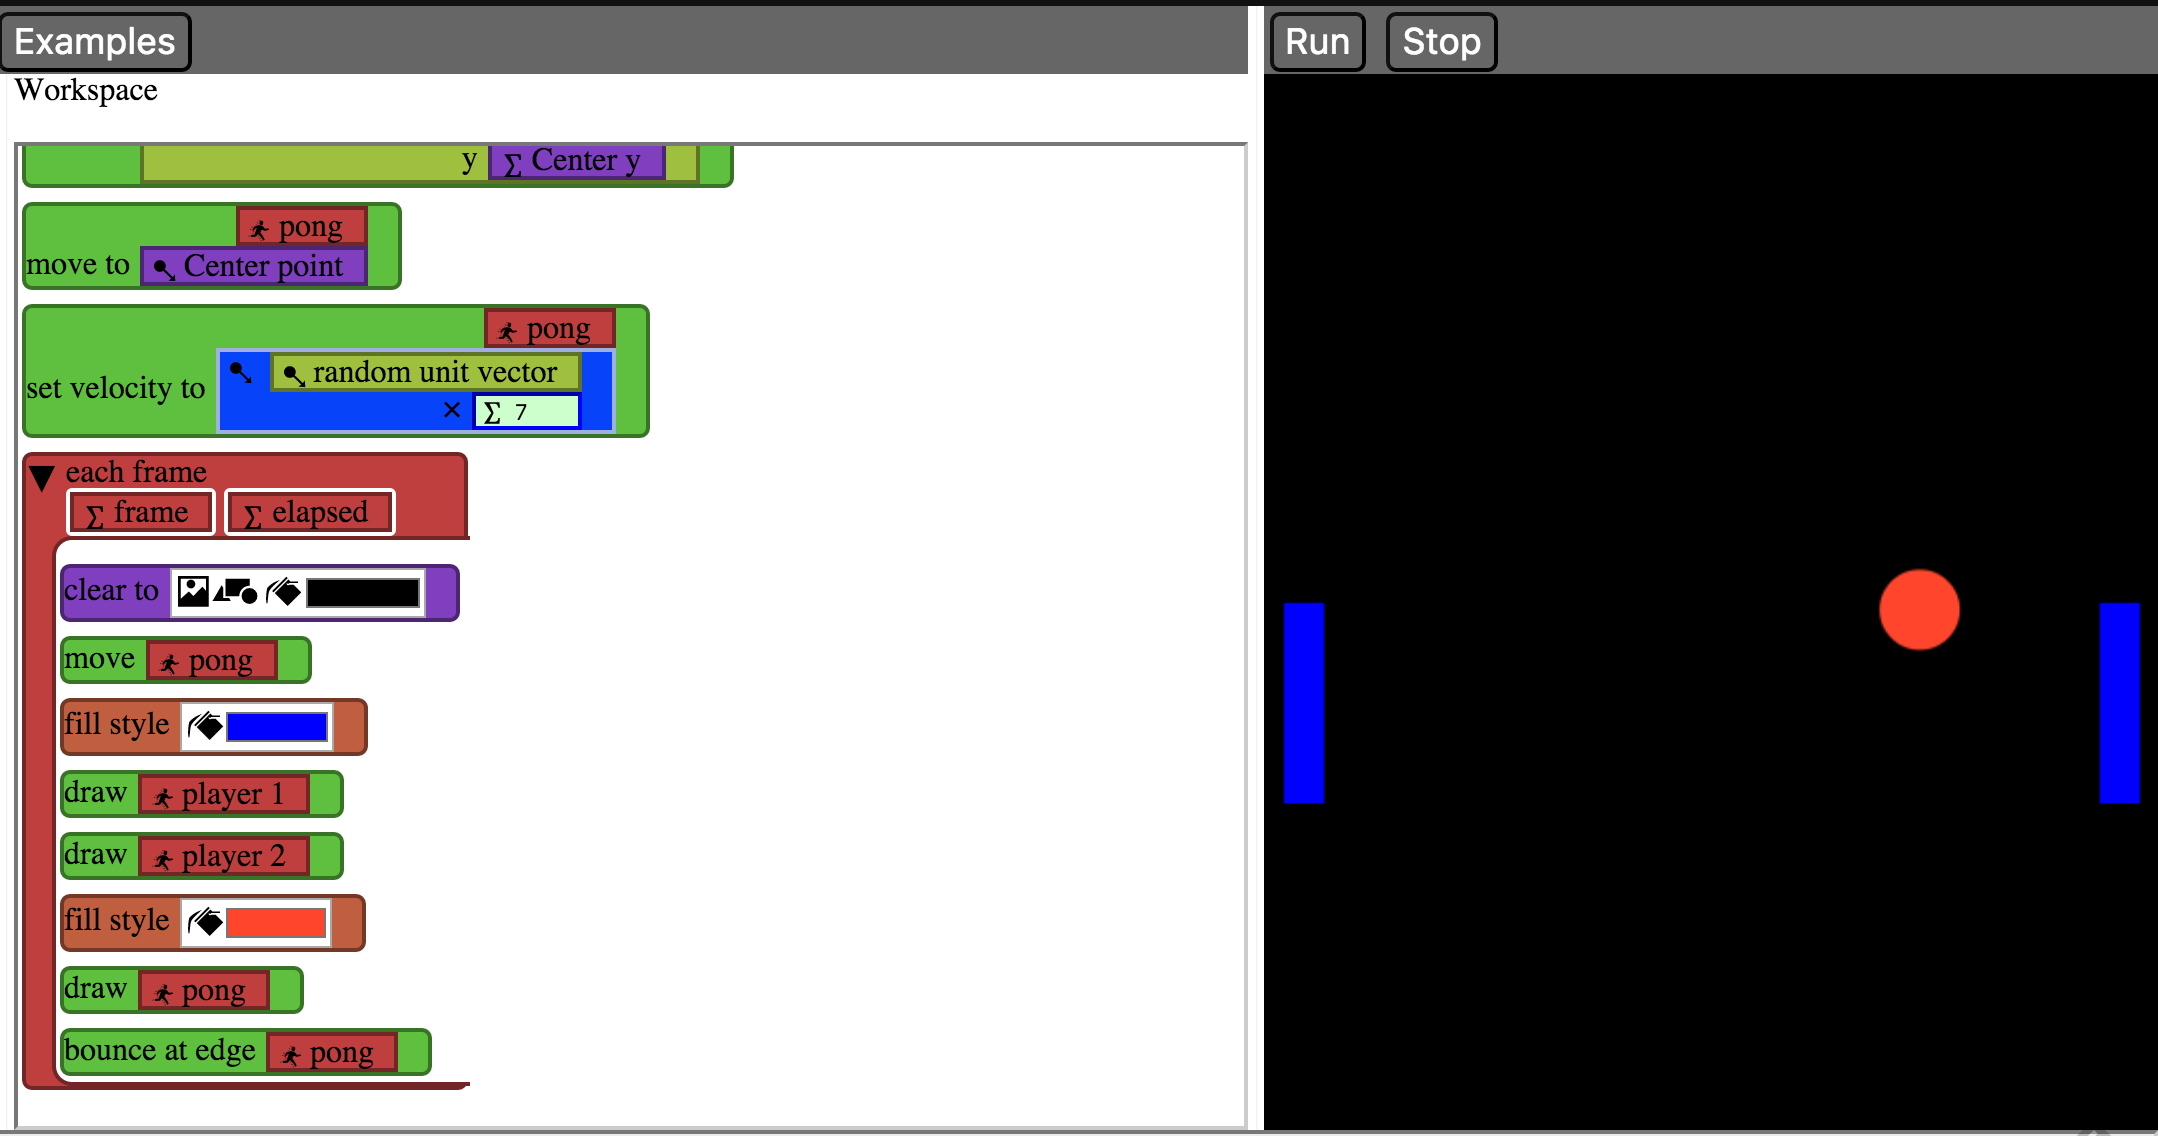 Examples
Run Stop
Workspace
y Σ Center y
pong
move to Center point
pong
set velocity to random unit vector
× Σ 7
each frame
Σ frame Σ elapsed
clear to
move pong
fill style
draw player 1
draw player 2
fill style
draw pong
bounce at edge pong